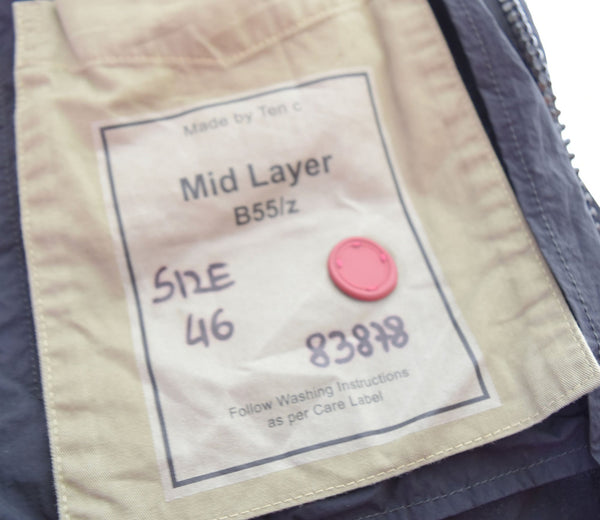 Made by Ten c
Mid Layer
B55/z
SIZE
46
83878
Follow Washing Instructions
as per Care Label